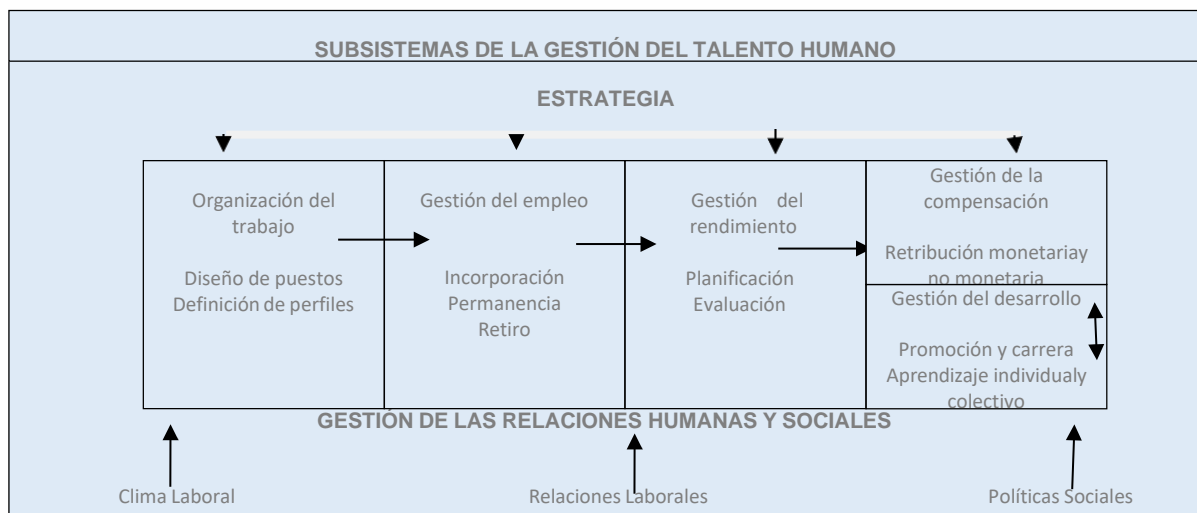 SUBSISTEMAS DE LA GESTIÓN DEL TALENTO HUMANO
ESTRATEGIA
Organización del
trabajo
Diseño de puestos
Definición de perfiles
Gestión del empleo
Incorporación
Permanencia
Retiro
Gestión del
rendimiento
Planificación
Evaluación
Gestión de la
compensación
Retribución monetariay
no monetaria
Gestión del desarrollo
Promoción y carrera
Aprendizaje individualy
colectivo
GESTIÓN DE LAS RELACIONES HUMANAS Y SOCIALES
Clima Laboral
Relaciones Laborales
Políticas Sociales